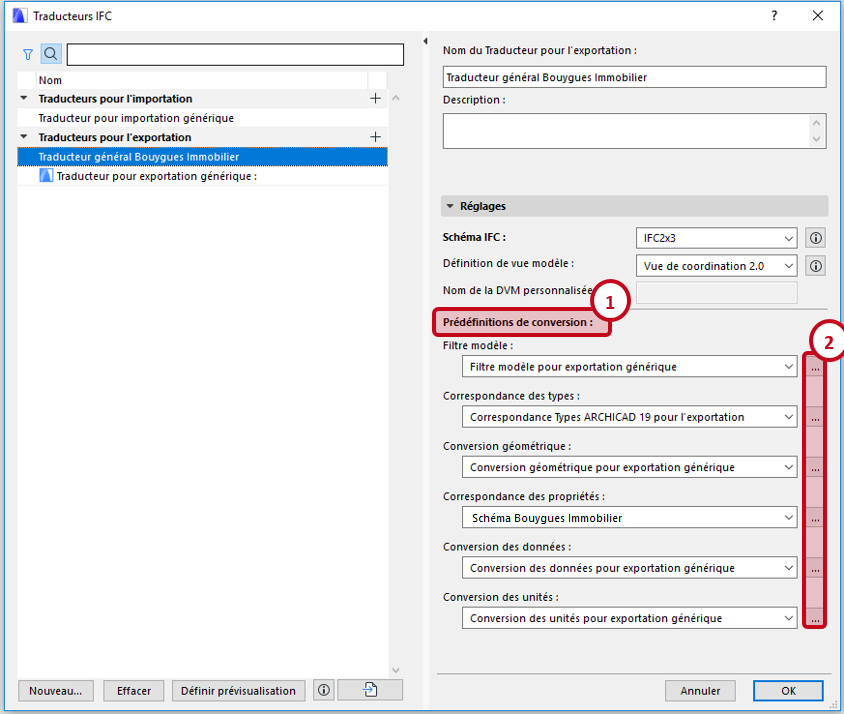 Traducteurs IFC
?
Nom
Traducteurs pour l'importation
Traducteur pour importation générique
Traducteurs pour l'exportation
Traducteur général Bouygues Immobilier
Traducteur pour exportation générique :
Nouveau...
Effacer
Définir prévisualisation
Nom du Traducteur pour l'exportation :
Traducteur général Bouygues Immobilier
Description :
Réglages
Schéma IFC :
IFC2x3
Définition de vue modèle :
Vue de coordination 2.0
Nom de la DVM personnalisée
1
Prédéfinitions de conversion :
2
Filtre modèle :
Filtre modèle pour exportation générique
...
Correspondance des types :
Correspondance Types ARCHICAD 19 pour l'exportation
...
Conversion géométrique :
Conversion géométrique pour exportation générique
...
Correspondance des propriétés :
Schéma Bouygues Immobilier
...
Conversion des données :
Conversion des données pour exportation générique
...
Conversion des unités :
Conversion des unités pour exportation générique
...
Annuler
OK